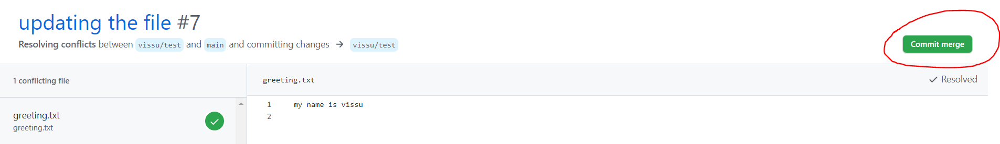 updating the file #7
Resolving conflicts between vissu/test and main and committing changes → vissu/test
Commit merge
1 conflicting file
greeting.txt
Resolved
greeting.txt
greeting.txt
1 my name is vissu
2